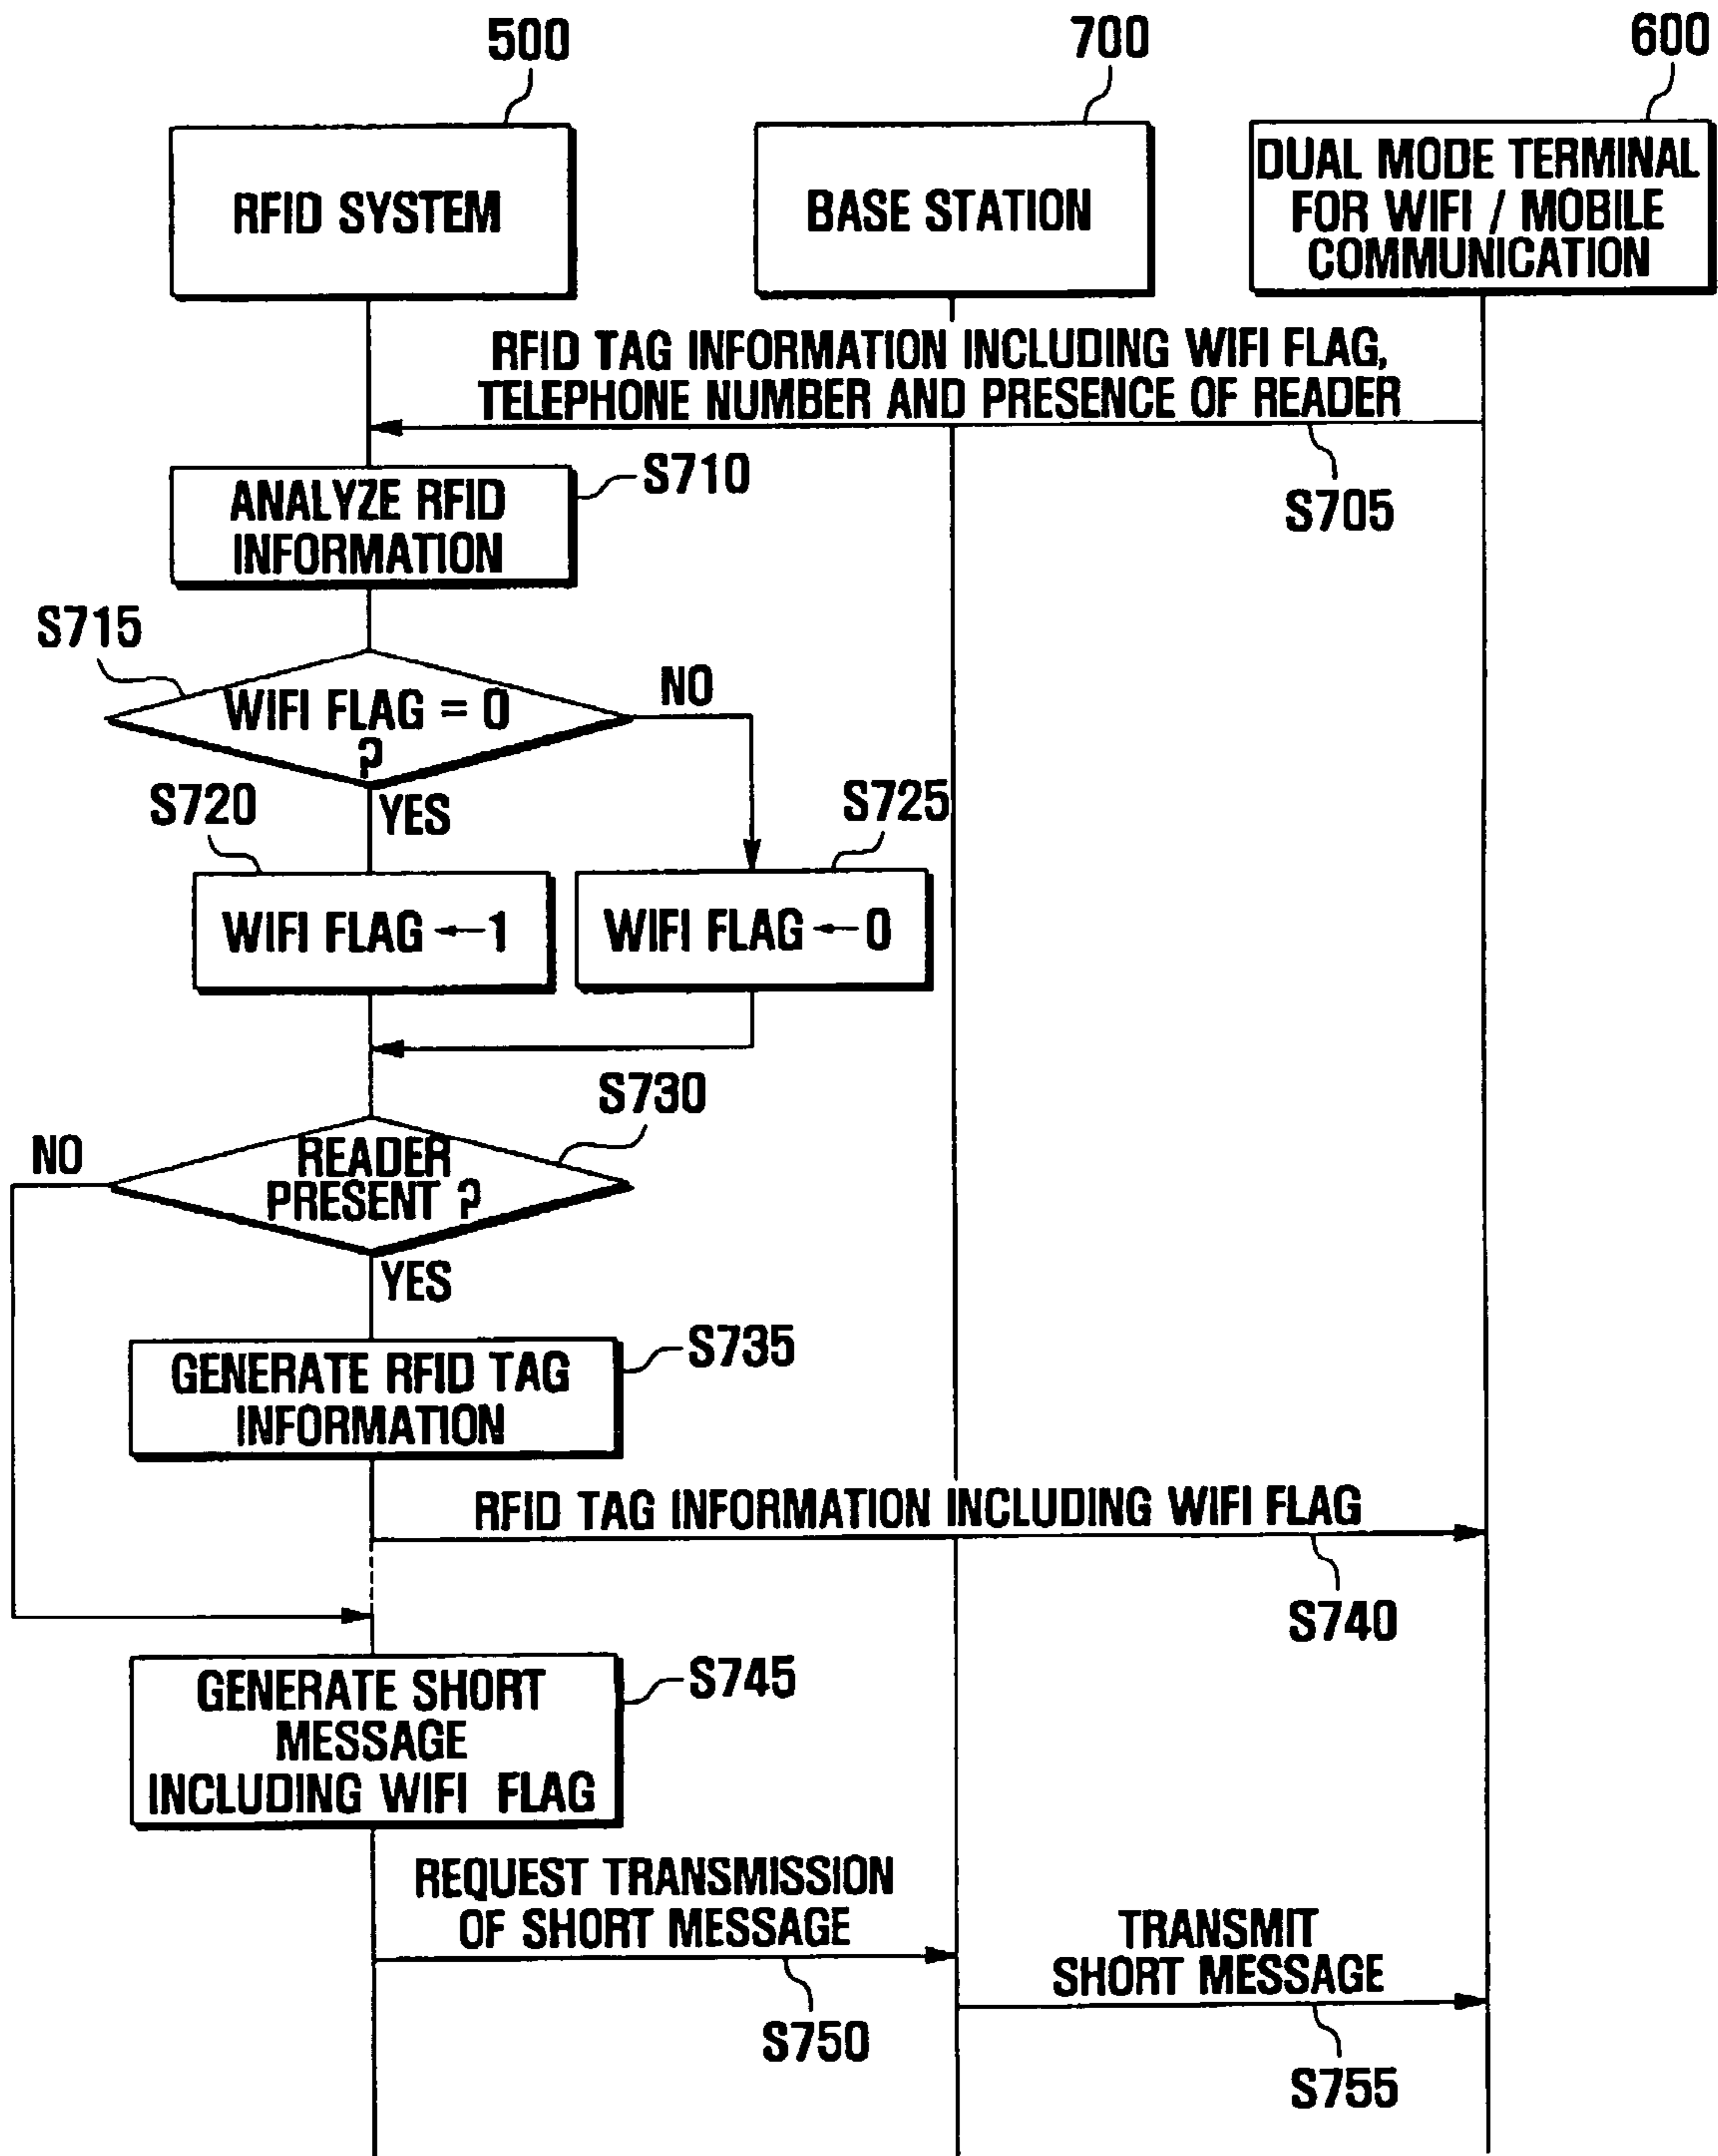 500
700
600
RFID SYSTEM
BASE STATION
DUAL MODE TERMINAL
FOR WIFI / MOBILE
COMMUNICATION
RFID TAG INFORMATION INCLUDING WIFI FLAG,
TELEPHONE NUMBER AND PRESENCE OF READER
S705
S710
ANALYZE RFID
INFORMATION
S715
WIFI FLAG = 0
?
NO
YES
S720
S725
WIFI FLAG ← 1
WIFI FLAG ← 0
S730
NO
READER
PRESENT ?
YES
S735
GENERATE RFID TAG
INFORMATION
RFID TAG INFORMATION INCLUDING WIFI FLAG
S740
S745
GENERATE SHORT
MESSAGE
INCLUDING WIFI FLAG
REQUEST TRANSMISSION
OF SHORT MESSAGE
S750
TRANSMIT
SHORT MESSAGE
S755